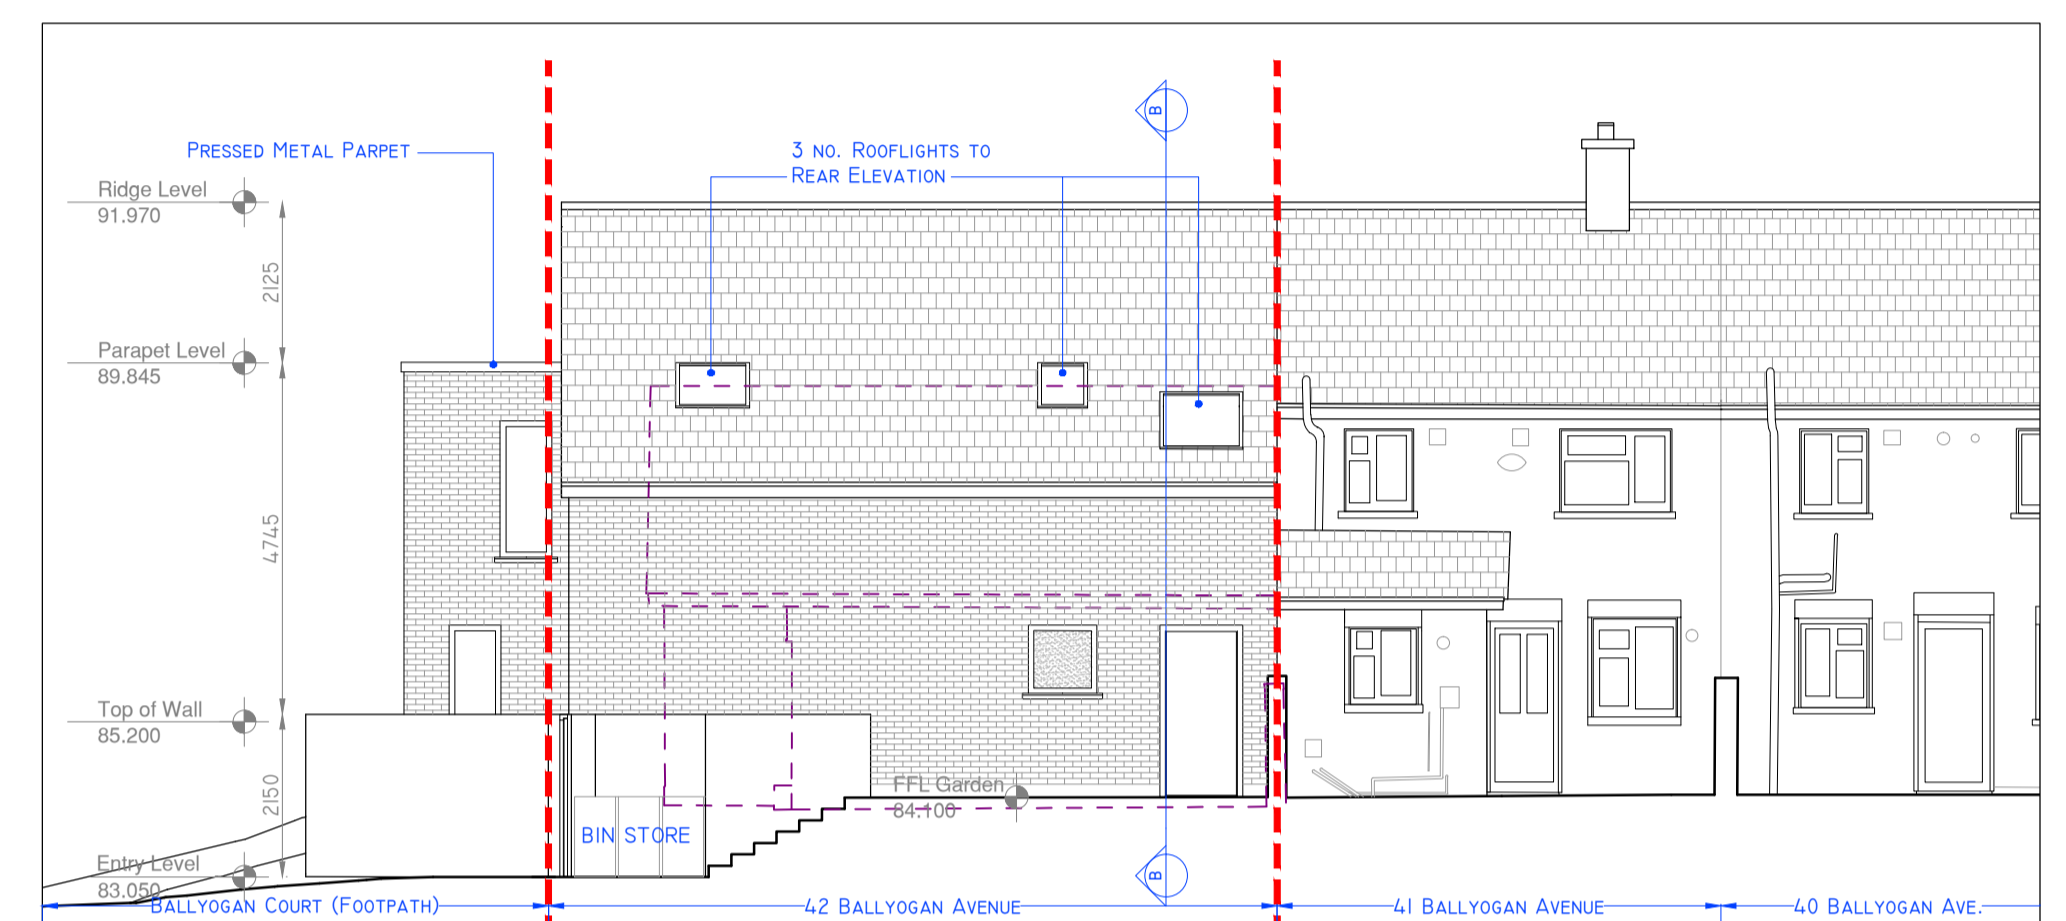 PRESSED METAL PARPET
3 NO. ROOFLIGHTS TO
REAR ELEVATION
B
Ridge Level
91.970
2125
Parapet Level
89.845
4745
Top of Wall
85.200
2150
FFL Garden
84.100
BIN STORE
Entry Level
83.050
B
BALLYOGAN COURT (FOOTPATH)
42 BALLYOGAN AVENUE
41 BALLYOGAN AVENUE
40 BALLYOGAN AVE.